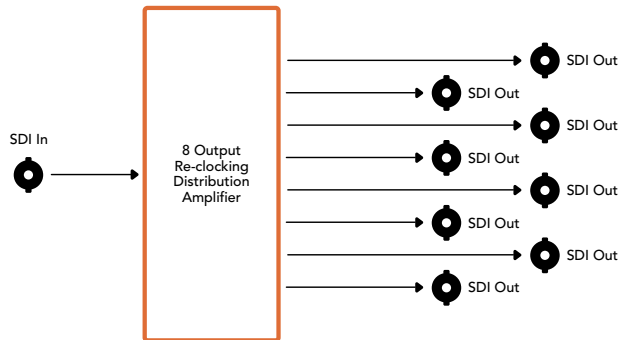 SDI In
8 Output
Re-clocking
Distribution
Amplifier
SDI Out
SDI Out
SDI Out
SDI Out
SDI Out
SDI Out
SDI Out
SDI Out